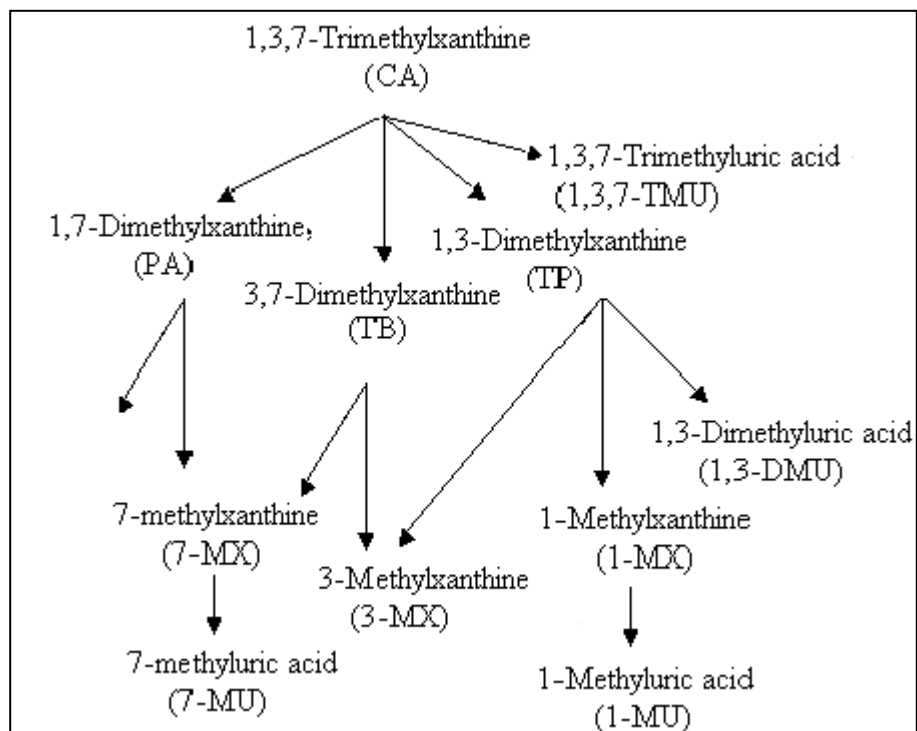 1,3,7-Trimethylxanthine
(CA)
1,3,7-Trimethyluric acid
(1,3,7-TMU)
1,7-Dimethylxanthine,
(PA)
1,3-Dimethylxanthine
(TP)
3,7-Dimethylxanthine
(TB)
1,3-Dimethyluric acid
(1,3-DMU)
7-methylxanthine
(7-MX)
1-Methylxanthine
(1-MX)
3-Methylxanthine
(3-MX)
7-methyluric acid
(7-MU)
1-Methyluric acid
(1-MU)